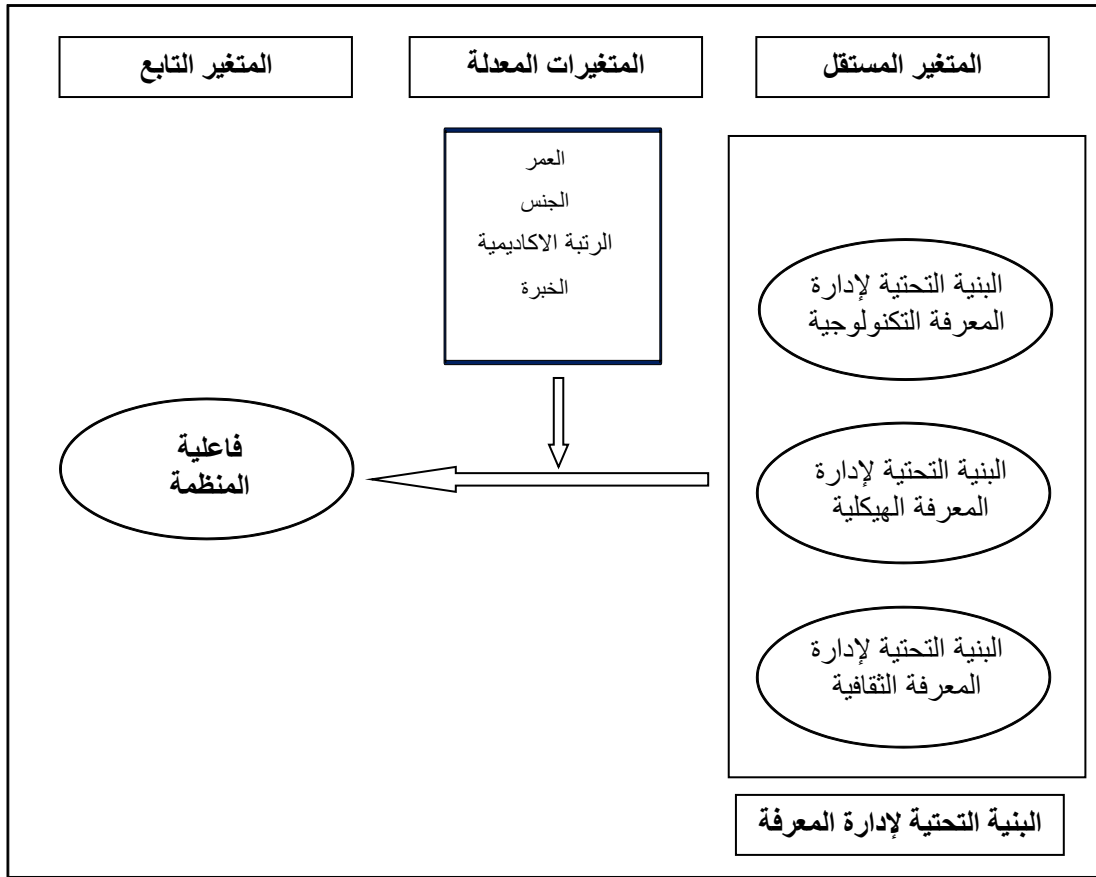 المتغير المستقل
المتغيرات المعدلة
المتغير التابع
العمر
الجنس
الرتبة الاكاديمية
الخبرة
البنية التحتية لإدارة
المعرفة التكنولوجية
البنية التحتية لإدارة
المعرفة الهيكلية
البنية التحتية لإدارة
المعرفة الثقافية
فاعلية
المنظمة
البنية التحتية لإدارة المعرفة